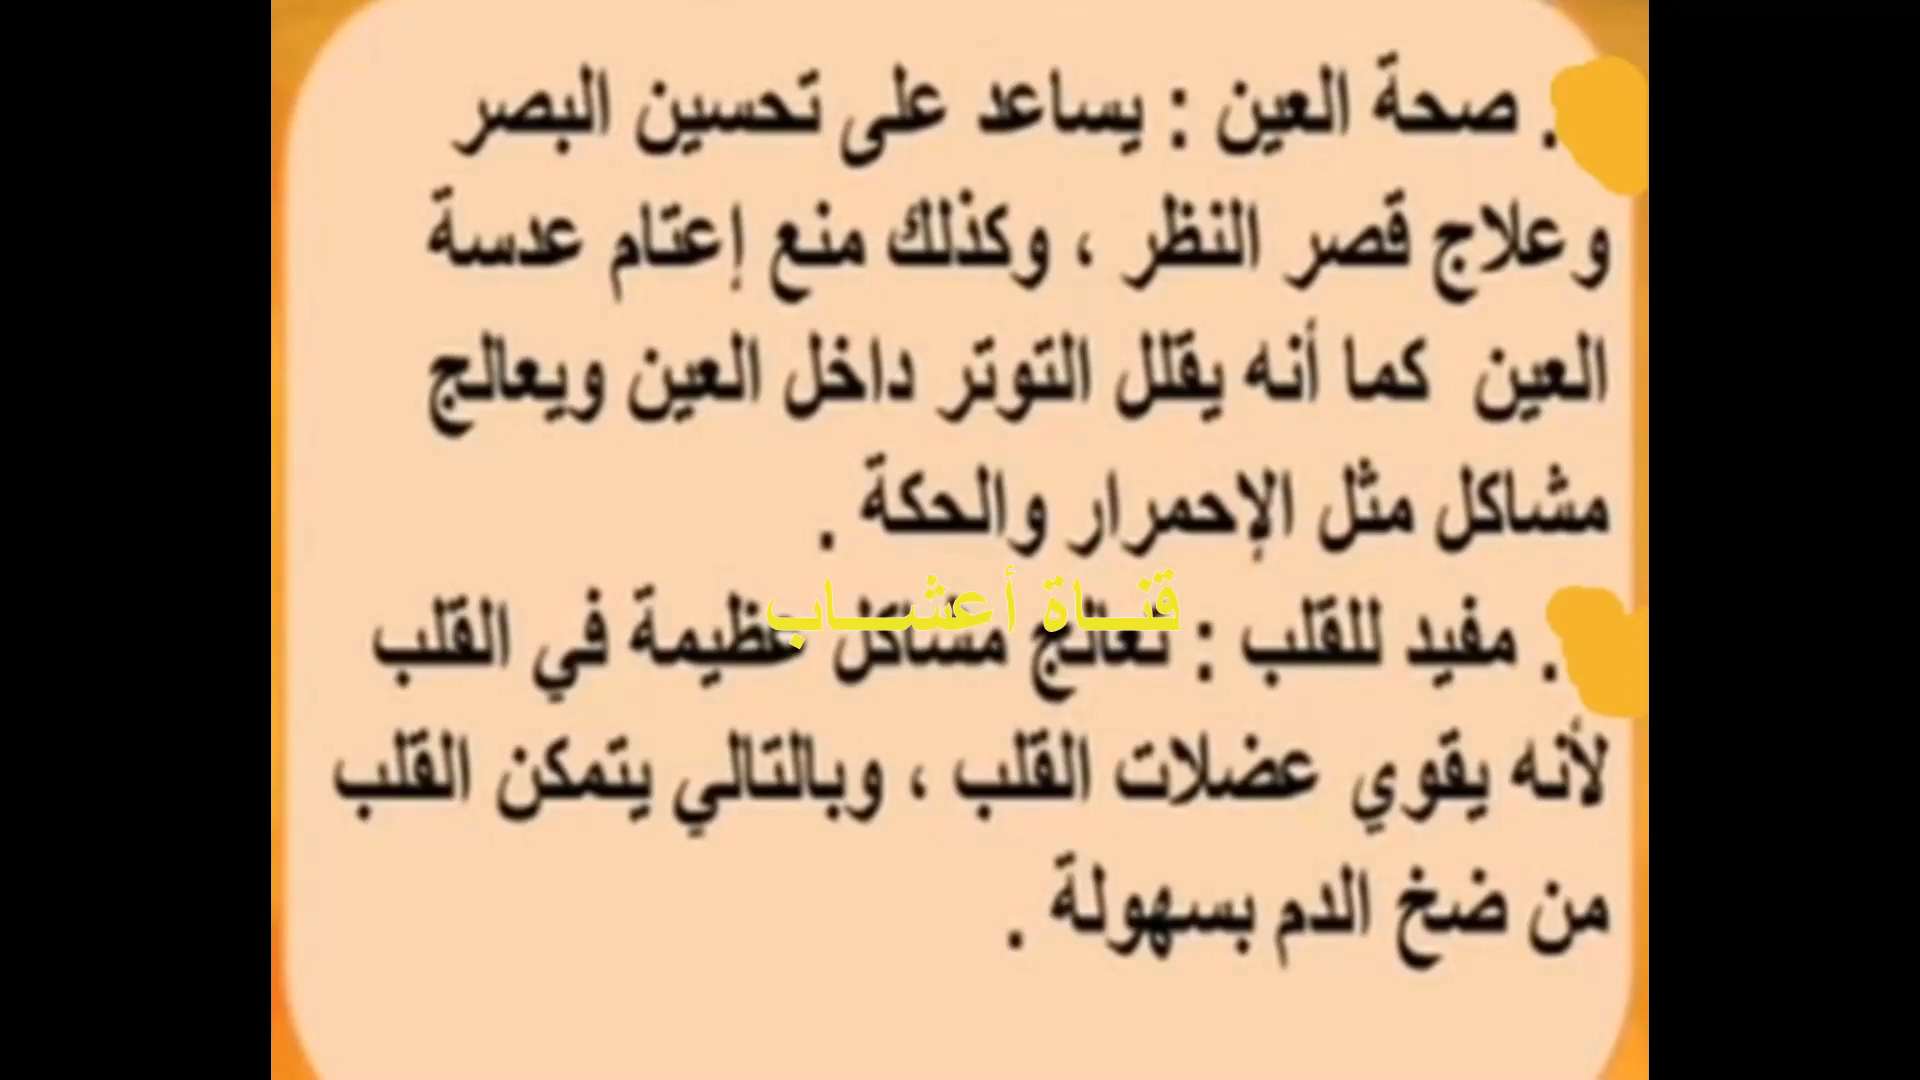 . صحة العين : يساعد على تحسين البصر
وعلاج قصر النظر ، وكذلك منع إعتام عدسة
العين كما أنه يقلل التوتر داخل العين ويعالج
مشاكل مثل الإحمرار والحكة .
قنــاة أعشــــاب
. مفيد للقلب : تعالج مشاكل عظيمة في القلب
لأنه يقوي عضلات القلب ، وبالتالي يتمكن القلب
من ضخ الدم بسهولة .